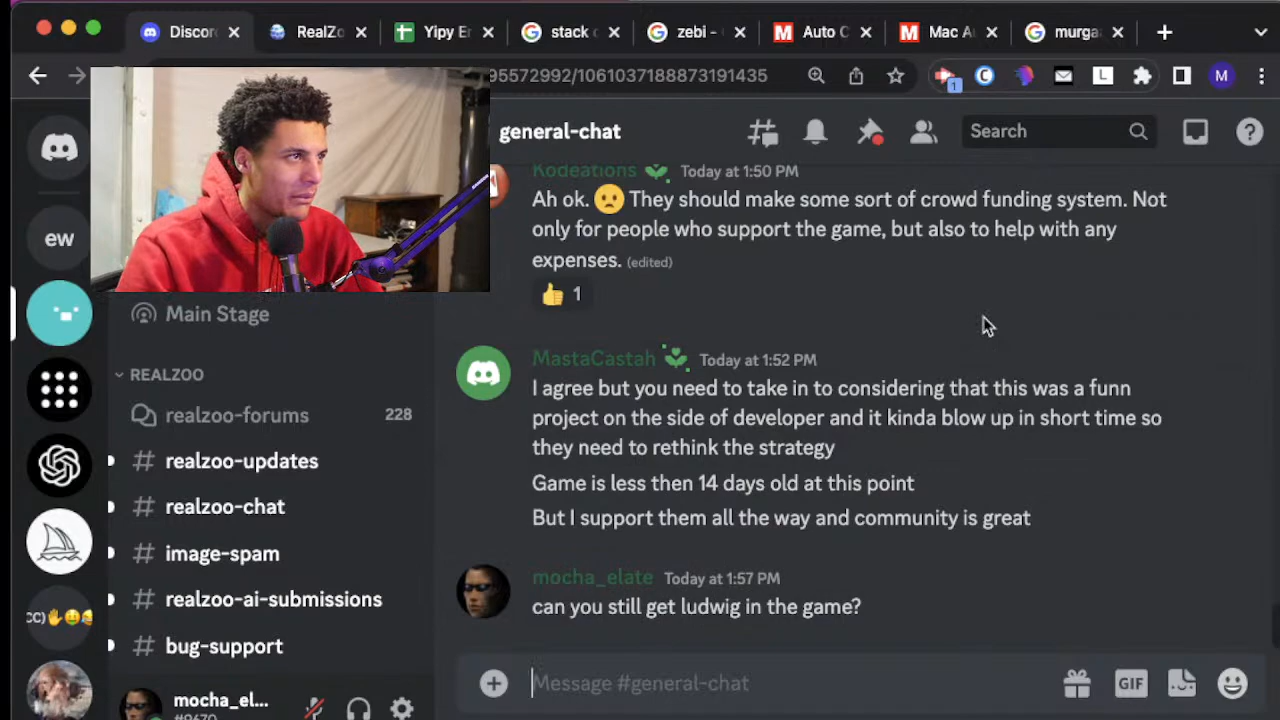 Discor
RealZo
Yipy Er
stack
zebi -
Auto C
Mac A
murga
95572992/1061037188873191435
1
C
L
M
general-chat
Search
ew
Kodeations Today at 1:50 PM
Ah ok. 🙁 They should make some sort of crowd funding system. Not
only for people who support the game, but also to help with any
expenses. (edited)
👍 1
Main Stage
MastaCastah Today at 1:52 PM
REALZOO
I agree but you need to take in to considering that this was a funn
realzoo-forums 228
project on the side of developer and it kinda blow up in short time so
they need to rethink the strategy
# realzoo-updates
Game is less then 14 days old at this point
# realzoo-chat
But I support them all the way and community is great
# image-spam
mocha_elate Today at 1:57 PM
# realzoo-ai-submissions
can you still get ludwig in the game?
CC)✋🤑
# bug-support
Message #general-chat
GIF
mocha_el...
#9670